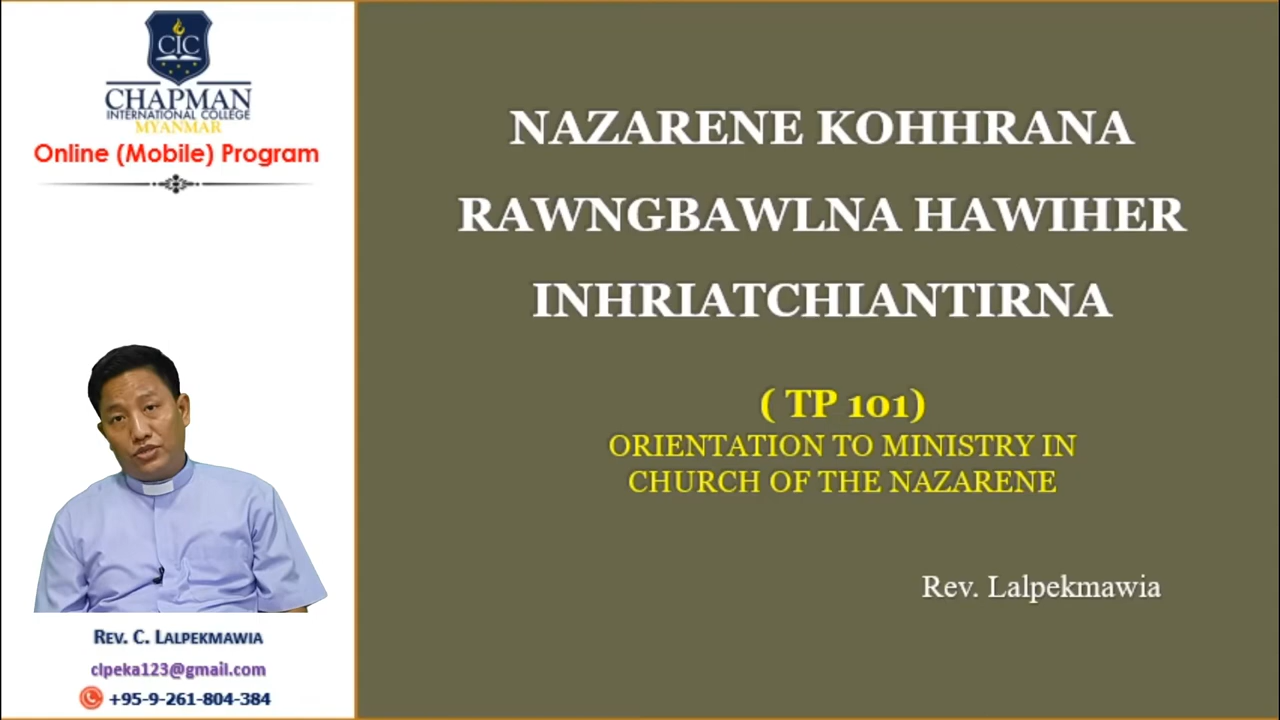 CIC
CHAPMAN
INTERNATIONAL COLLEGE
MYANMAR
Online (Mobile) Program
REV. C. LALPEKMAWIA
clpeka123@gmail.com
+95-9-261-804-384
NAZARENE KOHHRANA
RAWNGBAWLNA HAWIHER
INHRIATCHIANTIRNA
( TP 101)
ORIENTATION TO MINISTRY IN
CHURCH OF THE NAZARENE
Rev. Lalpekmawia